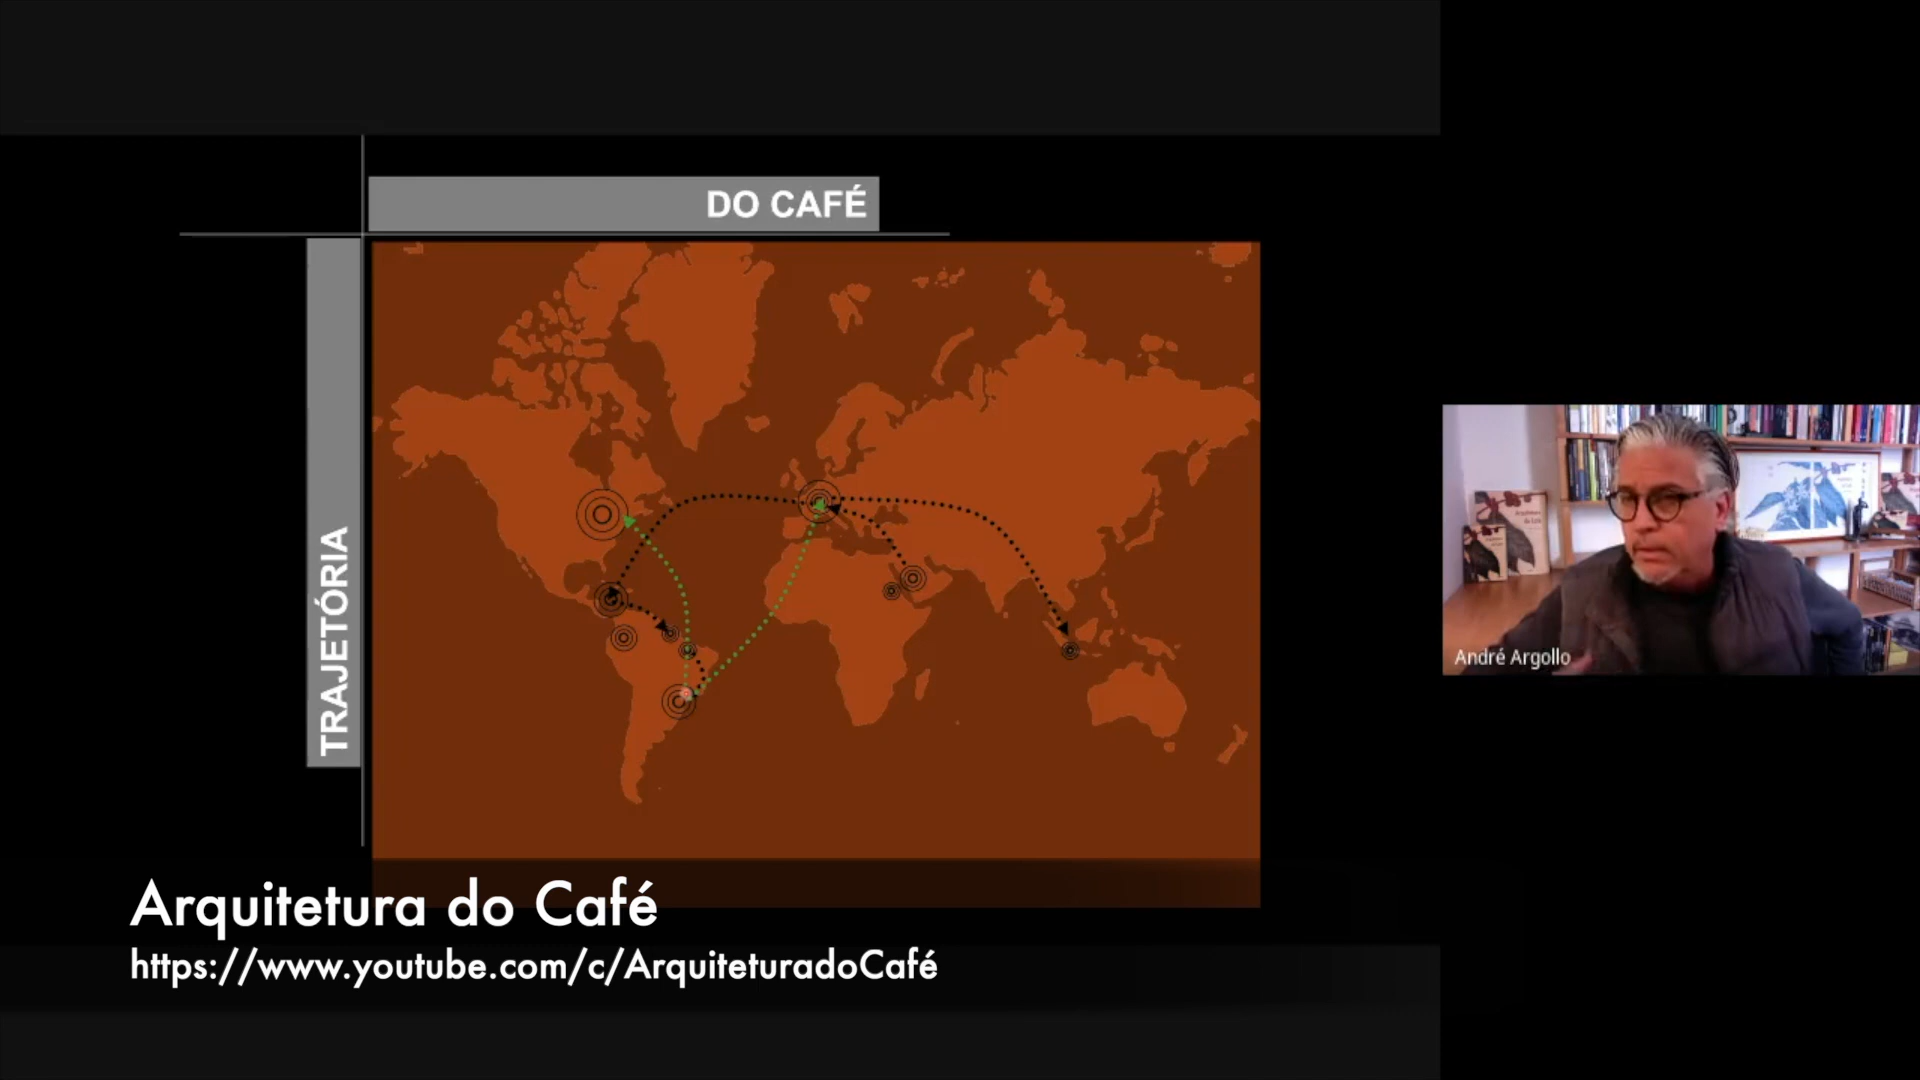 DO CAFÉ
TRAJETÓRIA
André Argollo
Arquitetura do Café
https://www.youtube.com/c/ArquiteturadoCafé